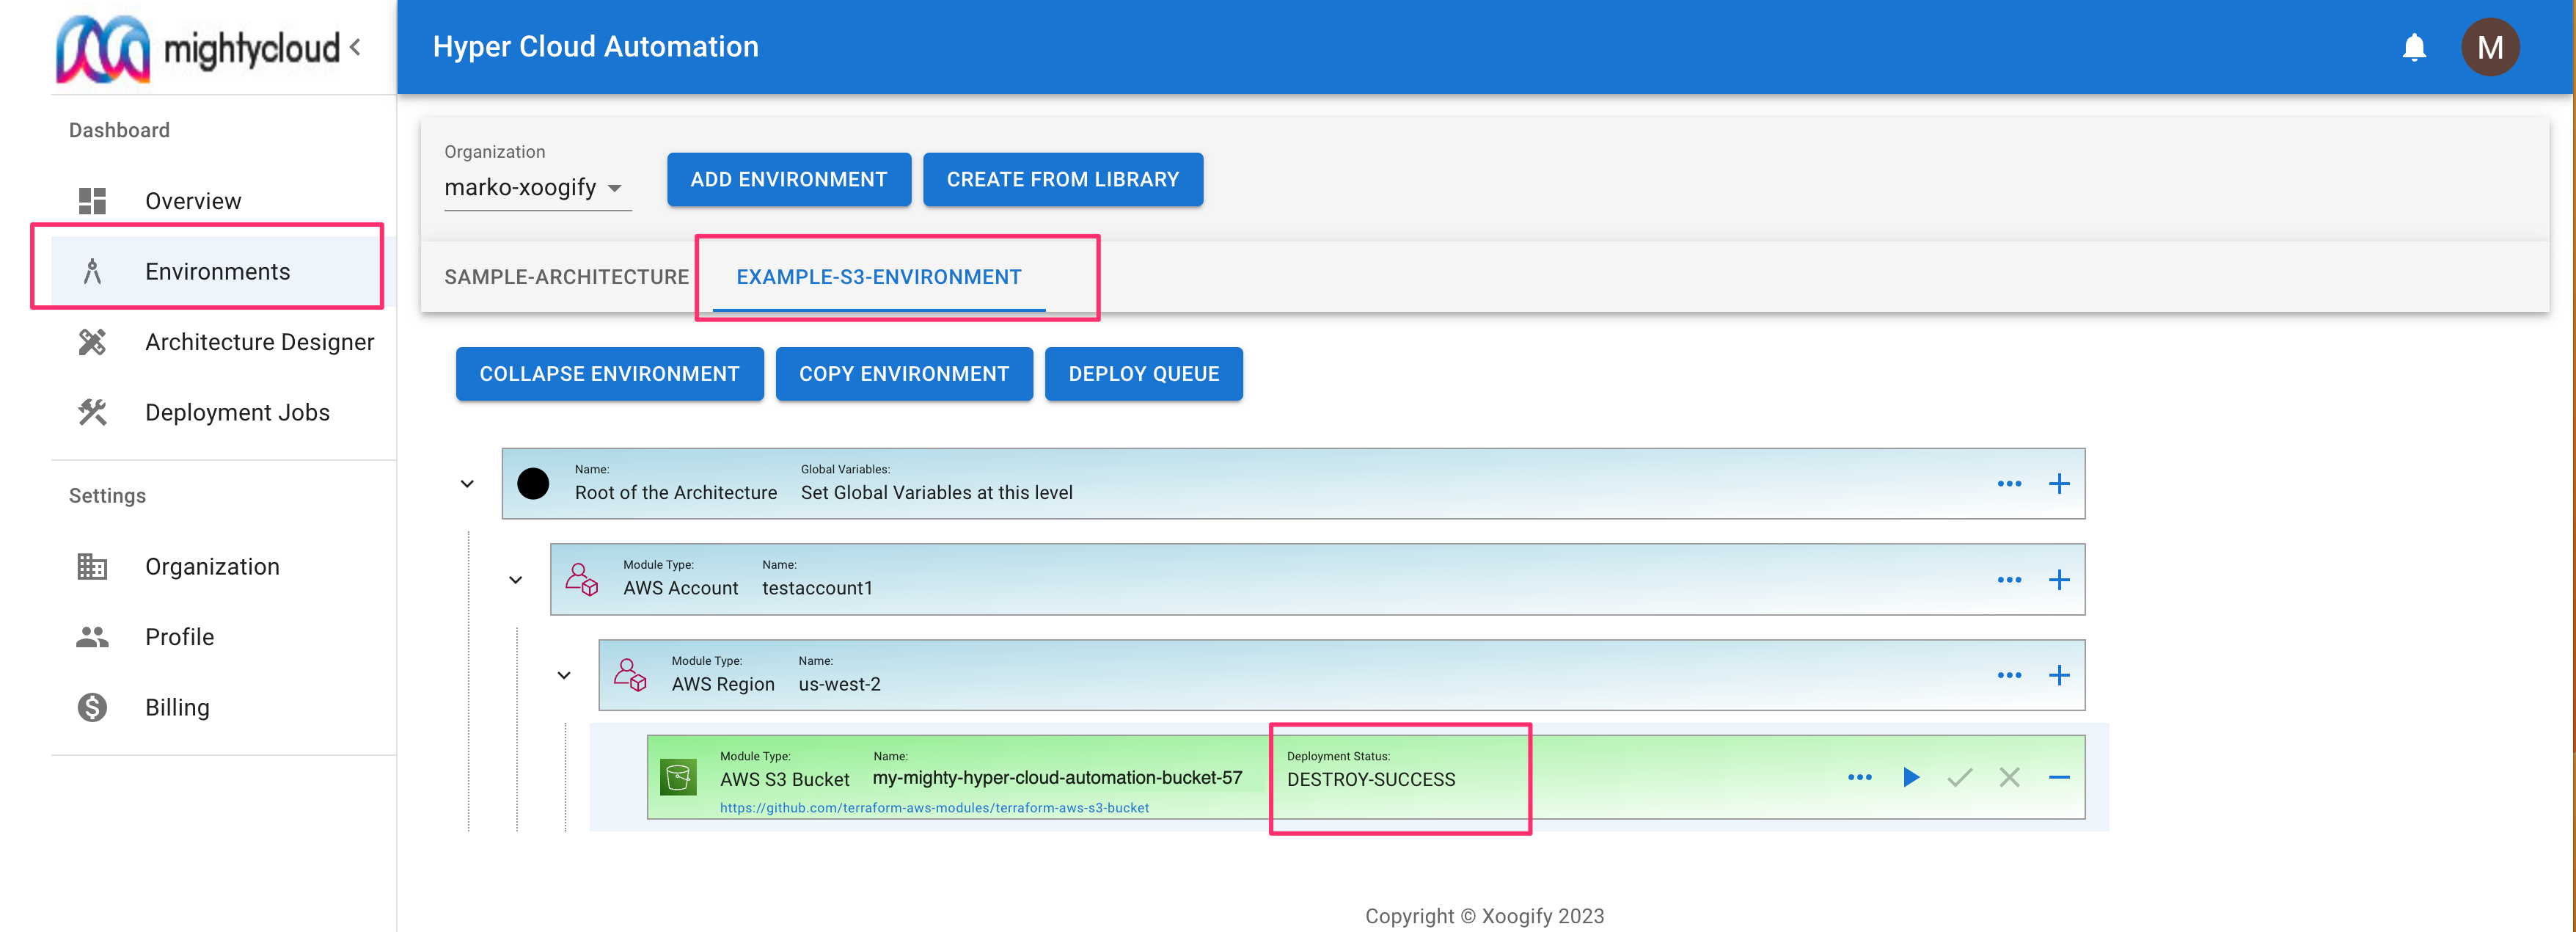 mightycloud
Hyper Cloud Automation
M
Dashboard
Overview
Environments
Architecture Designer
Deployment Jobs
Settings
Organization
Profile
Billing
Organization
marko-xoogify
ADD ENVIRONMENT
CREATE FROM LIBRARY
SAMPLE-ARCHITECTURE
EXAMPLE-S3-ENVIRONMENT
COLLAPSE ENVIRONMENT
COPY ENVIRONMENT
DEPLOY QUEUE
Name:
Root of the Architecture
Global Variables:
Set Global Variables at this level
Module Type:
AWS Account
Name:
testaccount1
Module Type:
AWS Region
Name:
us-west-2
Module Type:
AWS S3 Bucket
Name:
my-mighty-hyper-cloud-automation-bucket-57
Deployment Status:
DESTROY-SUCCESS
https://github.com/terraform-aws-modules/terraform-aws-s3-bucket
Copyright © Xoogify 2023